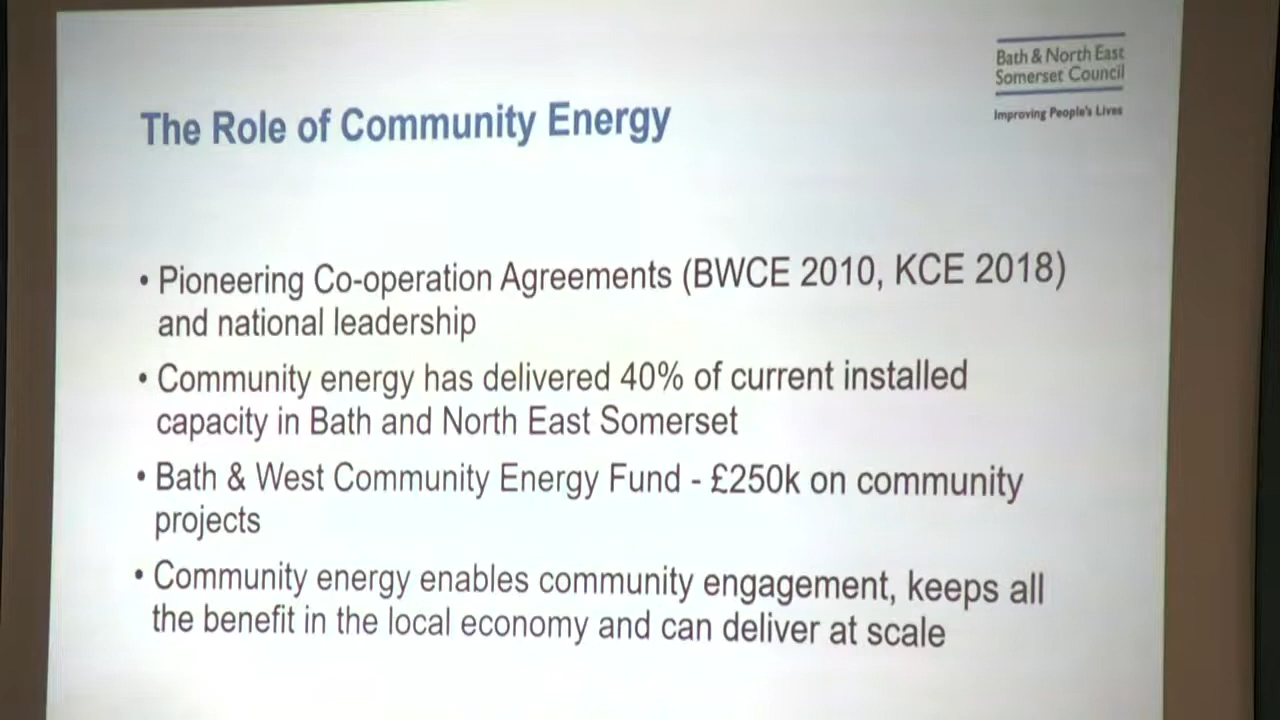 Bath & North East
Somerset Council
Improving People's Lives
The Role of Community Energy
• Pioneering Co-operation Agreements (BWCE 2010, KCE 2018)
and national leadership
• Community energy has delivered 40% of current installed
capacity in Bath and North East Somerset
• Bath & West Community Energy Fund - £250k on community
projects
• Community energy enables community engagement, keeps all
the benefit in the local economy and can deliver at scale